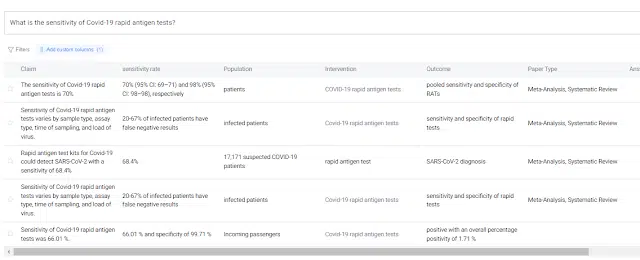 What is the sensitivity of Covid-19 rapid antigen tests?
Filters Add custom columns (1)
Claim sensitivity rate Population Intervention Outcome Paper Type
The sensitivity of Covid-19 rapid
antigen tests is 70%.
70% (95% CI: 69–71) and 98% (95%
CI: 98–98), respectively
patients
COVID-19 rapid antigen tests
pooled sensitivity and specificity of
RATs
Meta-Analysis, Systematic Review
Sensitivity of Covid-19 rapid antigen
tests varies by sample type, assay
type, time of sampling, and load of
virus.
20-67% of infected patients have
false negative results
infected patients
Covid-19 rapid antigen tests
sensitivity and specificity of rapid
tests
Meta-Analysis, Systematic Review
Rapid antigen test kits for Covid-19
could detect SARS-CoV-2 with a
sensitivity of 68.4%
68.4%
17,171 suspected COVID-19
patients
rapid antigen test
SARS-CoV-2 diagnosis
Meta-Analysis, Systematic Review
Sensitivity of Covid-19 rapid antigen
tests varies by sample type, assay
type, time of sampling, and load of
virus.
20-67% of infected patients have
false negative results
infected patients
Covid-19 rapid antigen tests
sensitivity and specificity of rapid
tests
Meta-Analysis, Systematic Review
Sensitivity of Covid-19 rapid antigen
tests was 66.01 %.
66.01 % and specificity of 99.71 %
Incoming passengers
Covid-19 rapid antigen tests
positive with an overall percentage
positivity of 1.71 %